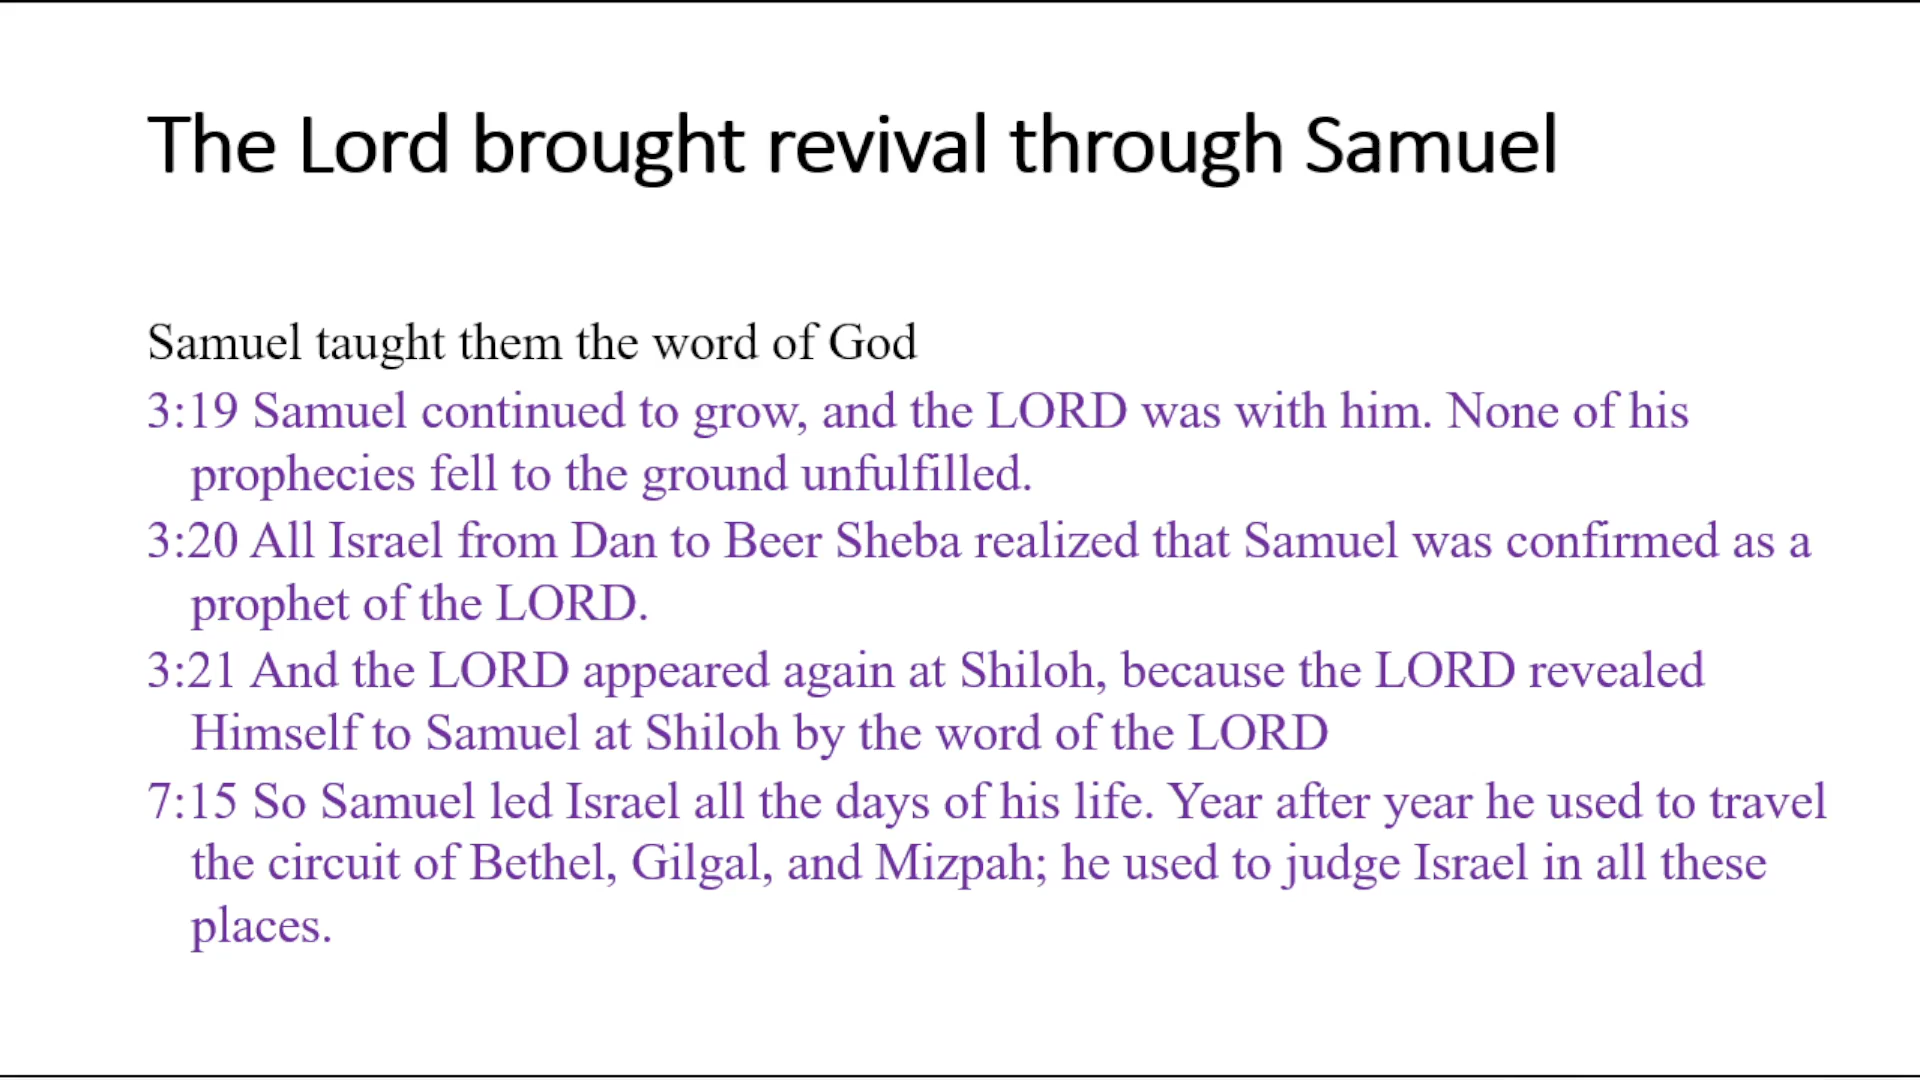 The Lord brought revival through Samuel
Samuel taught them the word of God
3:19 Samuel continued to grow, and the LORD was with him. None of his
prophecies fell to the ground unfulfilled.
3:20 All Israel from Dan to Beer Sheba realized that Samuel was confirmed as a
prophet of the LORD.
3:21 And the LORD appeared again at Shiloh, because the LORD revealed
Himself to Samuel at Shiloh by the word of the LORD
7:15 So Samuel led Israel all the days of his life. Year after year he used to travel
the circuit of Bethel, Gilgal, and Mizpah; he used to judge Israel in all these
places.